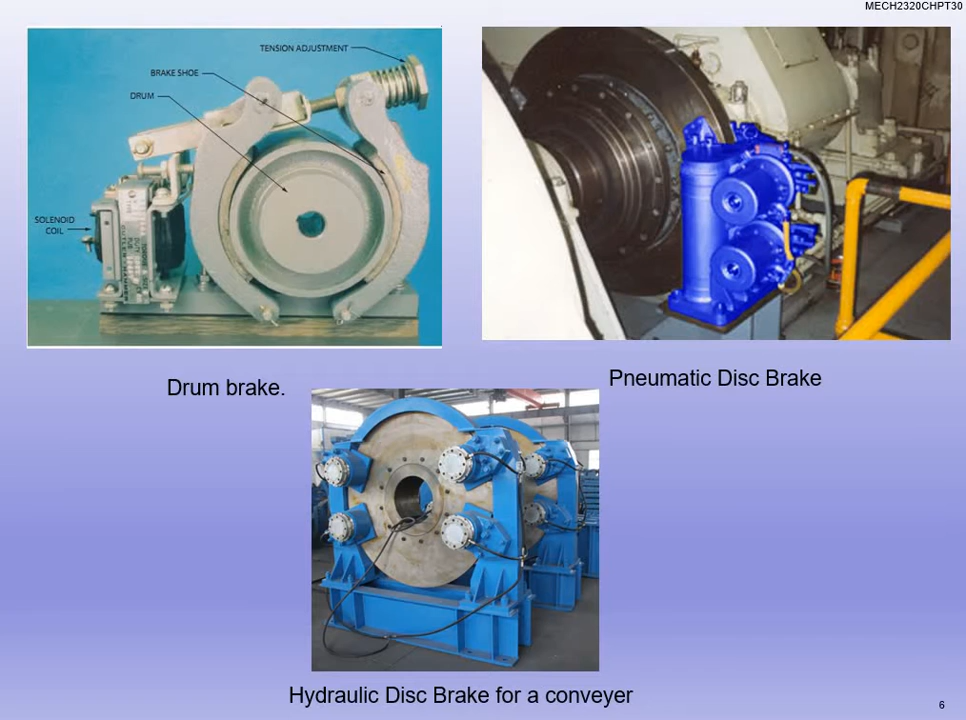 MECH2320CHPT30
TENSION ADJUSTMENT
BRAKE SHOE
DRUM
SOLENOID
COIL
Drum brake.
Pneumatic Disc Brake
Hydraulic Disc Brake for a conveyer
6